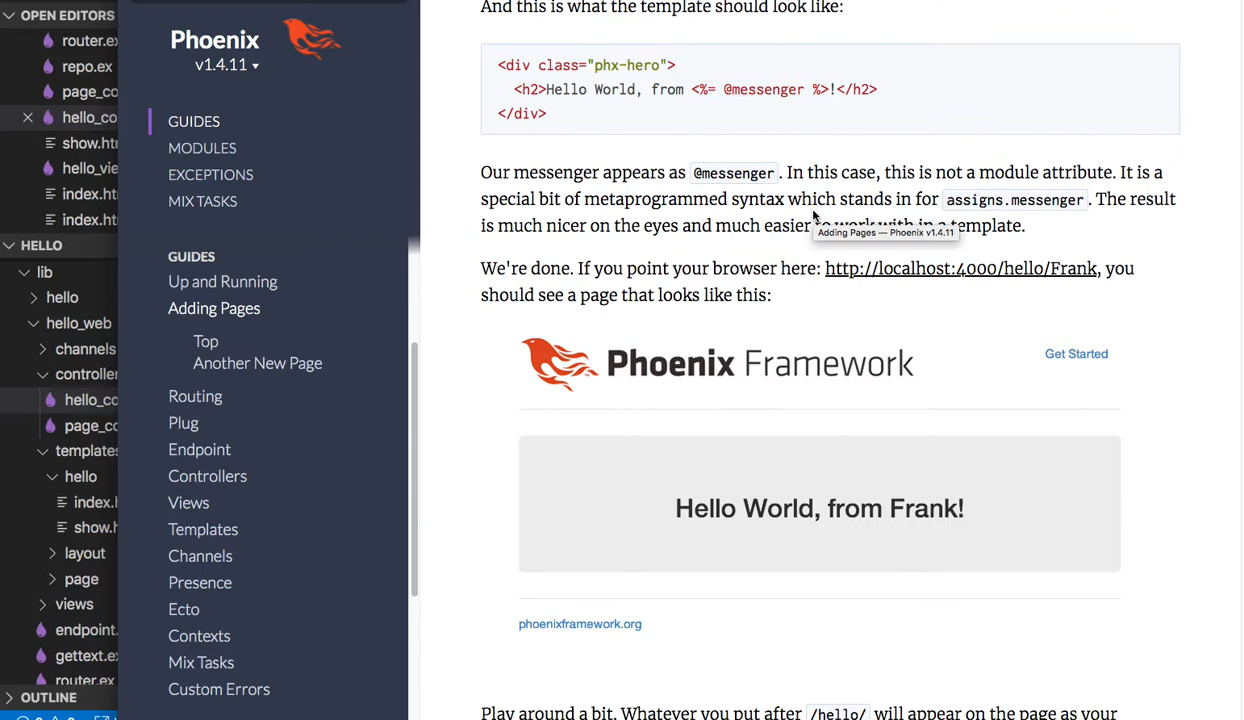 OPEN EDITORS
router.ex
repo.ex
page_co
hello_co
show.htm
hello_vie
index.ht
index.ht
HELLO
lib
hello
hello_web
channels
controller
hello_co
page_co
templates
hello
index.h
show.h
layout
page
views
endpoint.
gettext.ex
router.ex
OUTLINE
Phoenix
v1.4.11
GUIDES
MODULES
EXCEPTIONS
MIX TASKS
GUIDES
Up and Running
Adding Pages
Top
Another New Page
Routing
Plug
Endpoint
Controllers
Views
Templates
Channels
Presence
Ecto
Contexts
Mix Tasks
Custom Errors
And this is what the template should look like:
<div class="phx-hero">
<h2>Hello World, from <%= @messenger %>!</h2>
</div>
Our messenger appears as @messenger. In this case, this is not a module attribute. It is a
special bit of metaprogrammed syntax which stands in for assigns.messenger. The result
is much nicer on the eyes and much easier to work with in a template.
Adding Pages — Phoenix v1.4.11
We're done. If you point your browser here: http://localhost:4000/hello/Frank, you
should see a page that looks like this:
Phoenix Framework
Get Started
Hello World, from Frank!
phoenixframework.org
Play around a bit. Whatever you put after /hello/ will appear on the page as your